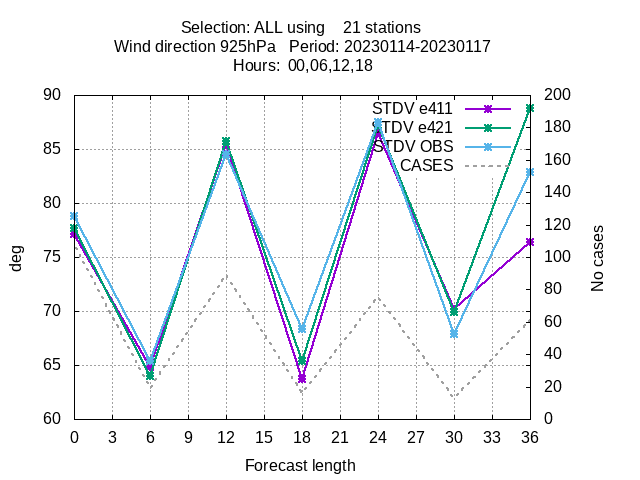 Selection: ALL using 21 stations
Wind direction 925hPa Period: 20230114-20230117
Hours: 00,06,12,18
STDV e411
STDV e421
STDV OBS
CASES
90
85
80
75
70
65
60
deg
200
180
160
140
120
100
80
60
40
20
0
No cases
0 3 6 9 12 15 18 21 24 27 30 33 36
Forecast length